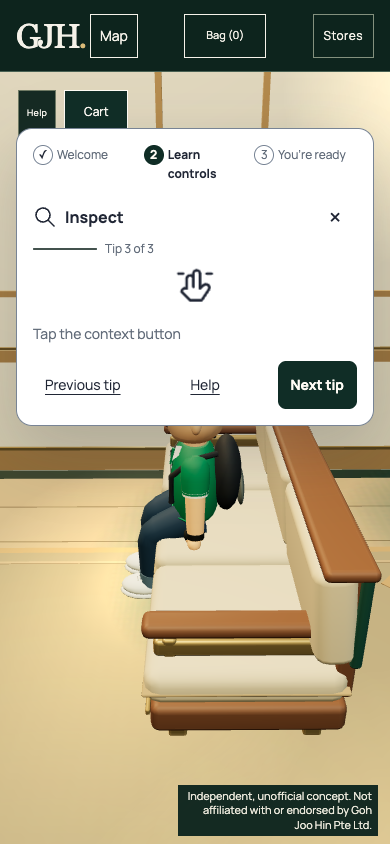 GJH.
Map
Bag (0)
Stores
Help
Cart
✓ Welcome
2 Learn controls
3 You're ready
Inspect
Tip 3 of 3
Tap the context button
Previous tip
Help
Next tip
Independent, unofficial concept. Not
affiliated with or endorsed by Goh
Joo Hin Pte Ltd.